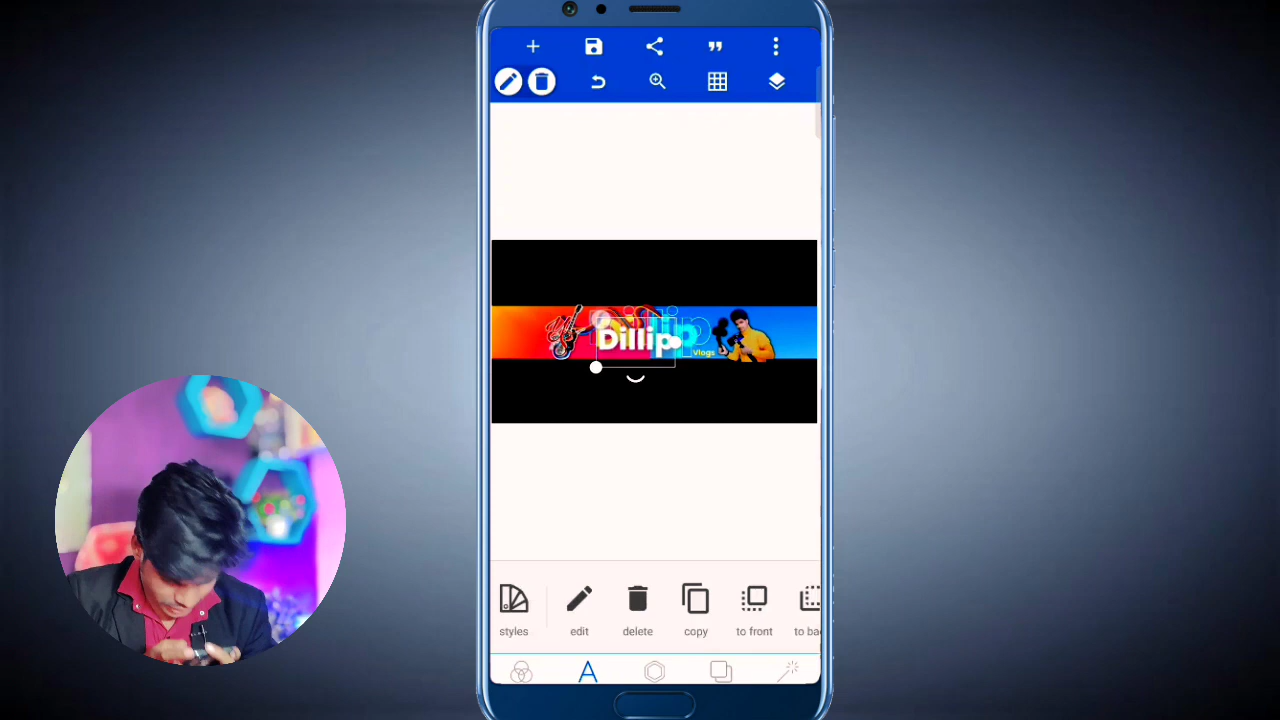 Dillip
Vlogs
styles
edit
delete
copy
to front
to ba